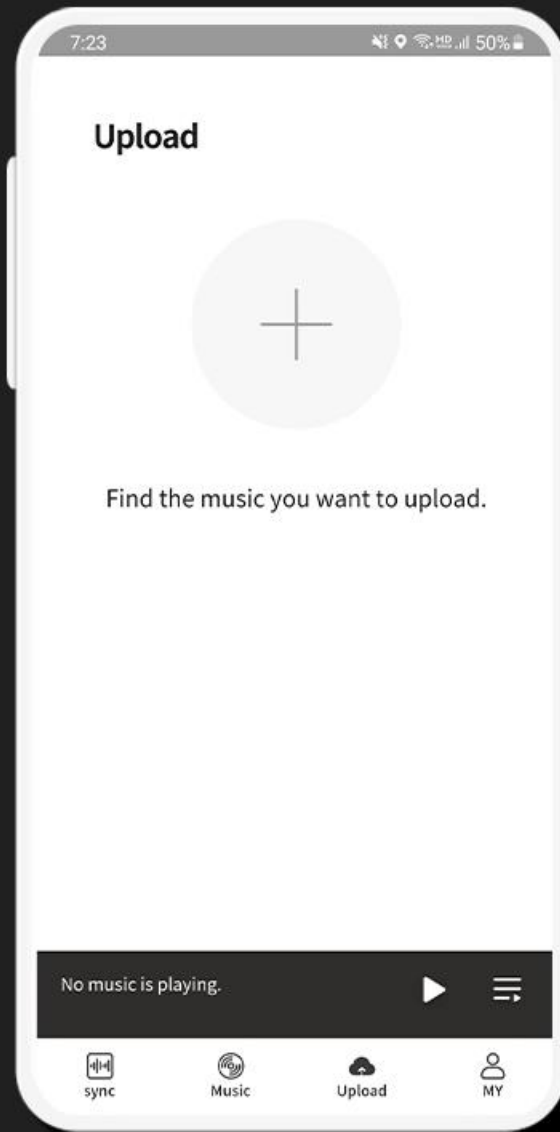 7:23 HD 50%
Upload
Find the music you want to upload.
No music is playing.
sync Music Upload MY